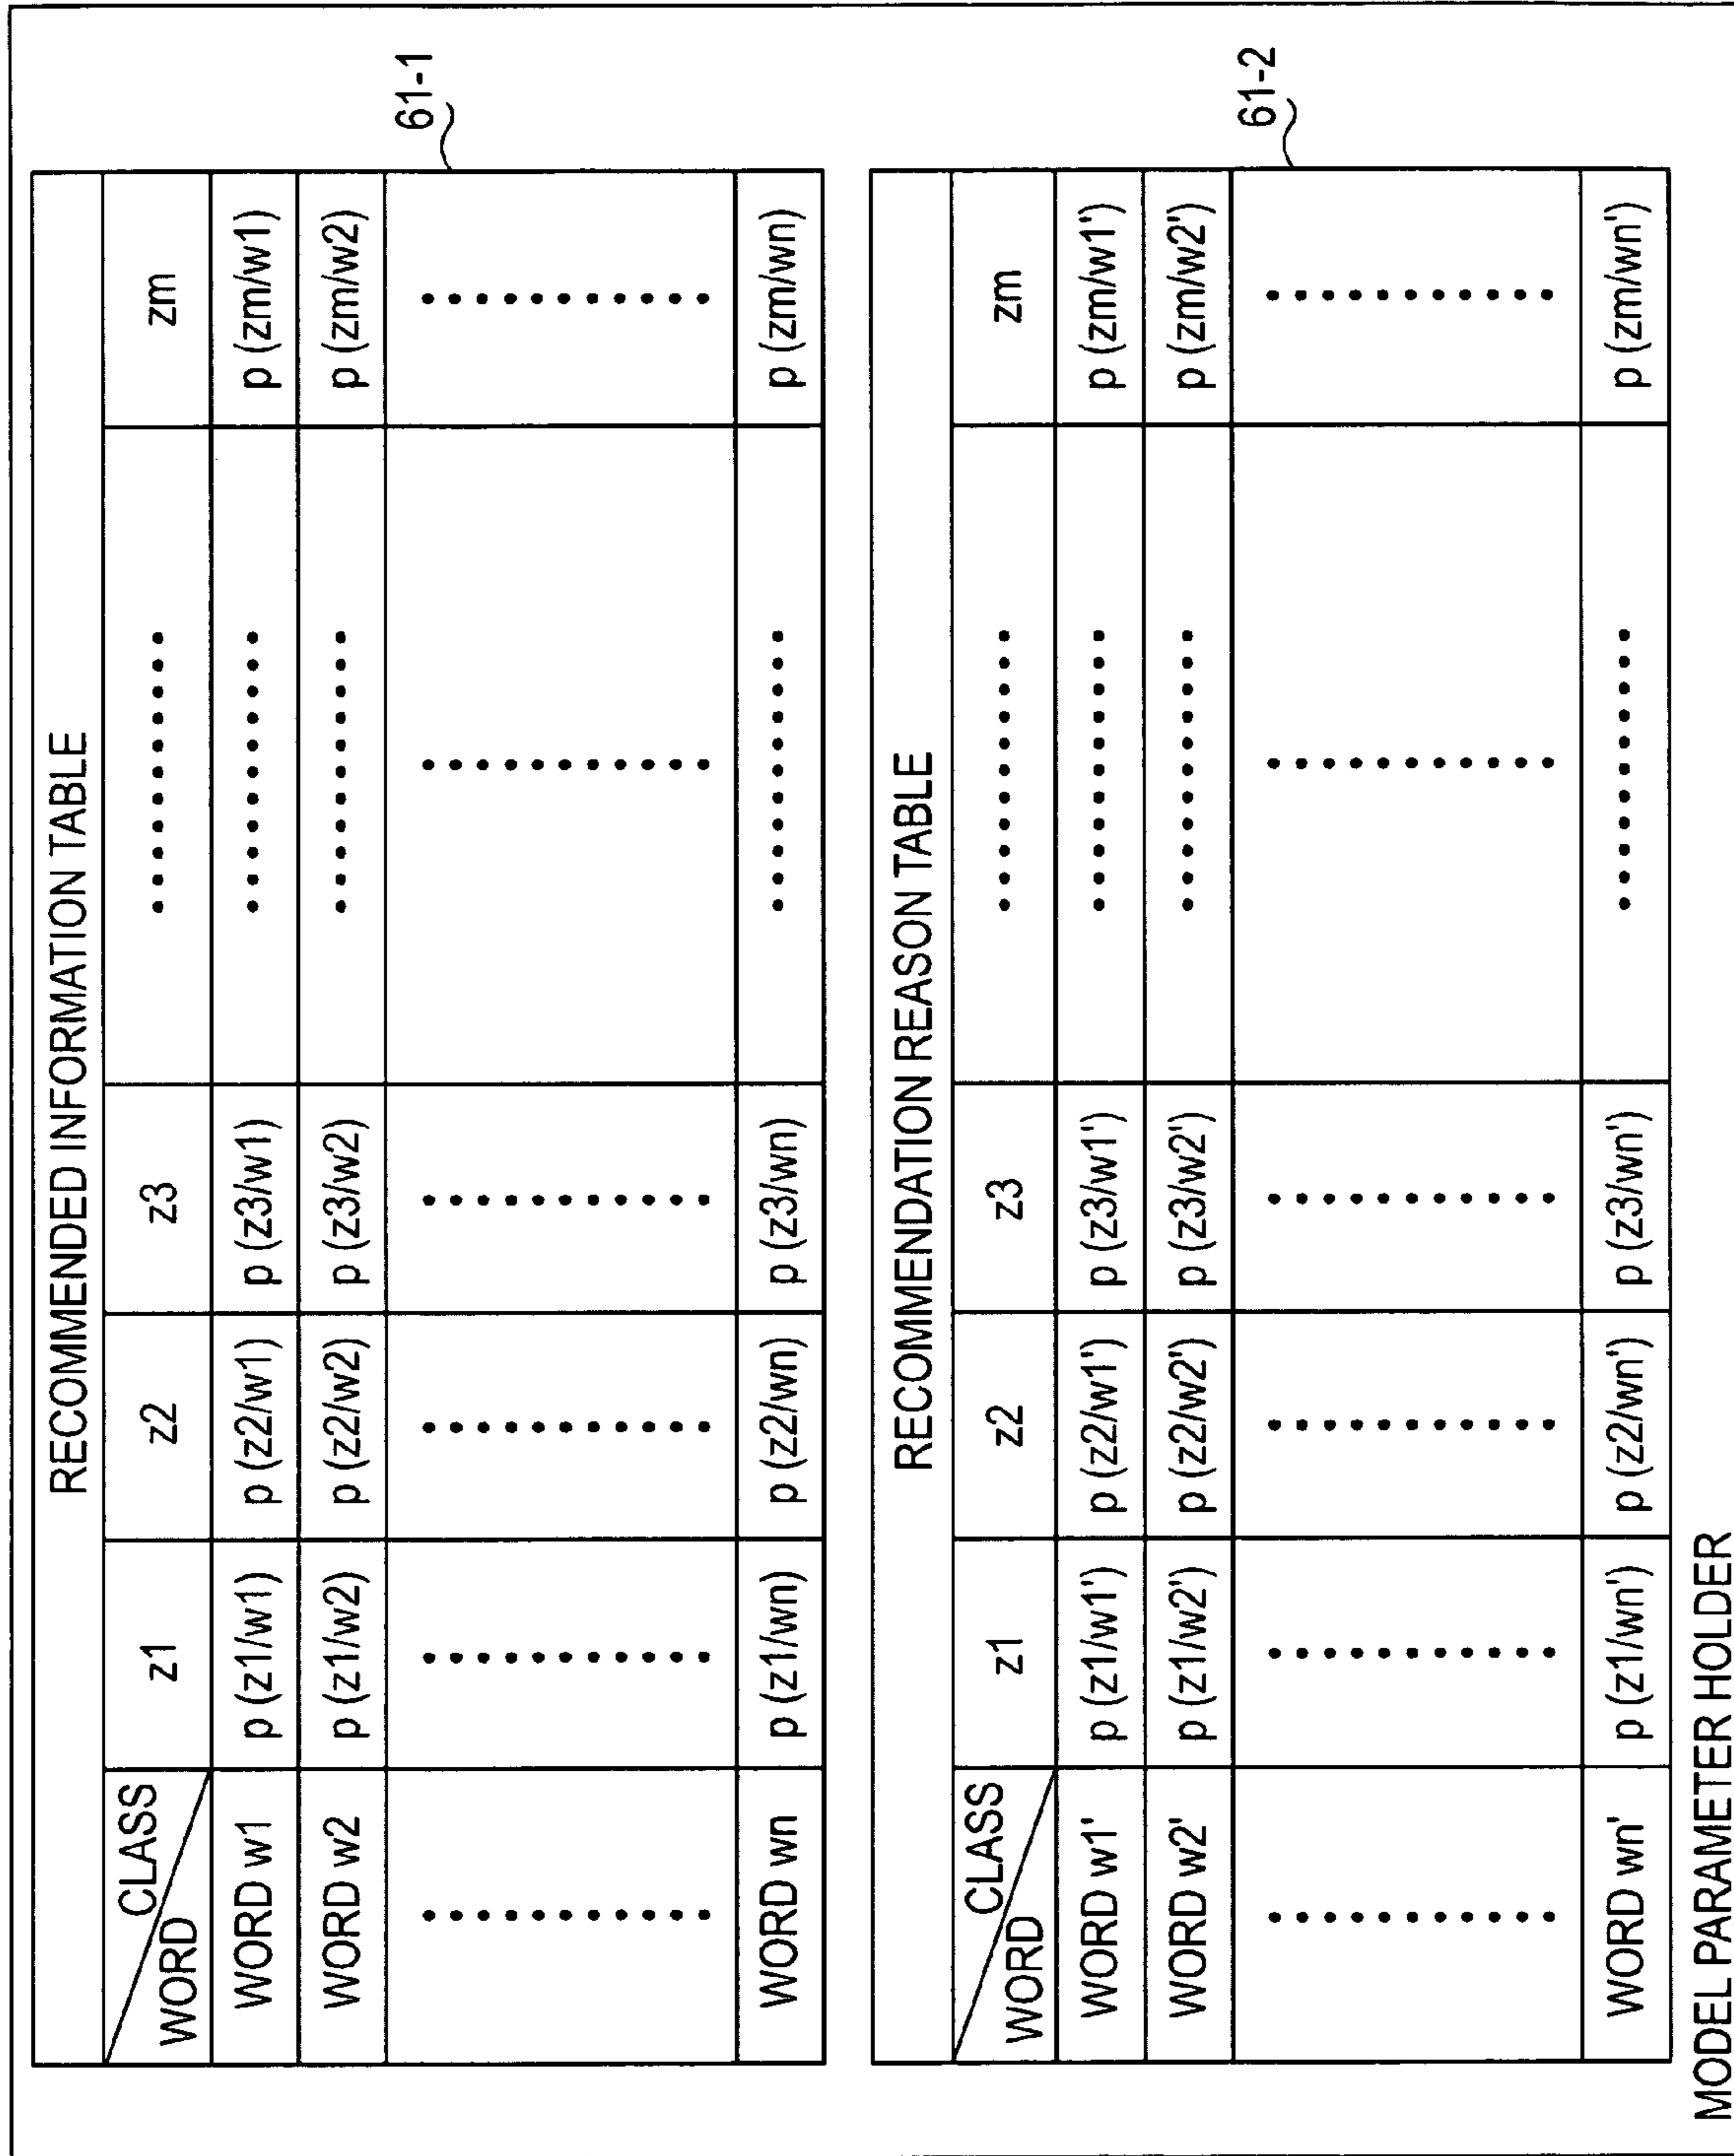 RECOMMENDED INFORMATION TABLE
CLASS
WORD
z1 z2 z3 ・・・・・・・・・・・ zm
WORD w1 p (z1/w1) p (z2/w1) p (z3/w1) ・・・・・・・・・・・ p (zm/w1)
WORD w2 p (z1/w2) p (z2/w2) p (z3/w2) ・・・・・・・・・・・ p (zm/w2)
WORD wn p (z1/wn) p (z2/wn) p (z3/wn) ・・・・・・・・・・・ p (zm/wn)
61-1
RECOMMENDATION REASON TABLE
CLASS
WORD
z1 z2 z3 ・・・・・・・・・・・ zm
WORD w1' p (z1/w1') p (z2/w1') p (z3/w1') ・・・・・・・・・・・ p (zm/w1')
WORD w2' p (z1/w2') p (z2/w2') p (z3/w2') ・・・・・・・・・・・ p (zm/w2')
WORD wn' p (z1/wn') p (z2/wn') p (z3/wn') ・・・・・・・・・・・ p (zm/wn')
61-2
MODEL PARAMETER HOLDER